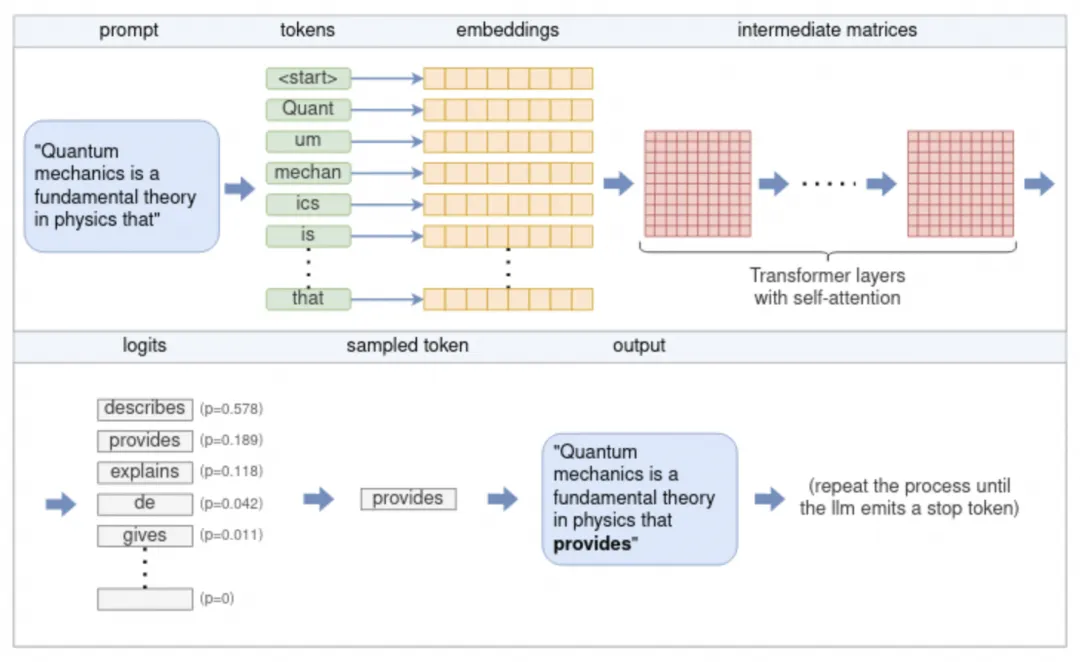 prompt
tokens
embeddings
intermediate matrices
"Quantum
mechanics is a
fundamental theory
in physics that"
<start>
Quant
um
mechan
ics
is
that
Transformer layers
with self-attention
logits
sampled token
output
describes (p=0.578)
provides (p=0.189)
explains (p=0.118)
de (p=0.042)
gives (p=0.011)
(p=0)
provides
"Quantum
mechanics is a
fundamental theory
in physics that
provides"
(repeat the process until
the llm emits a stop token)